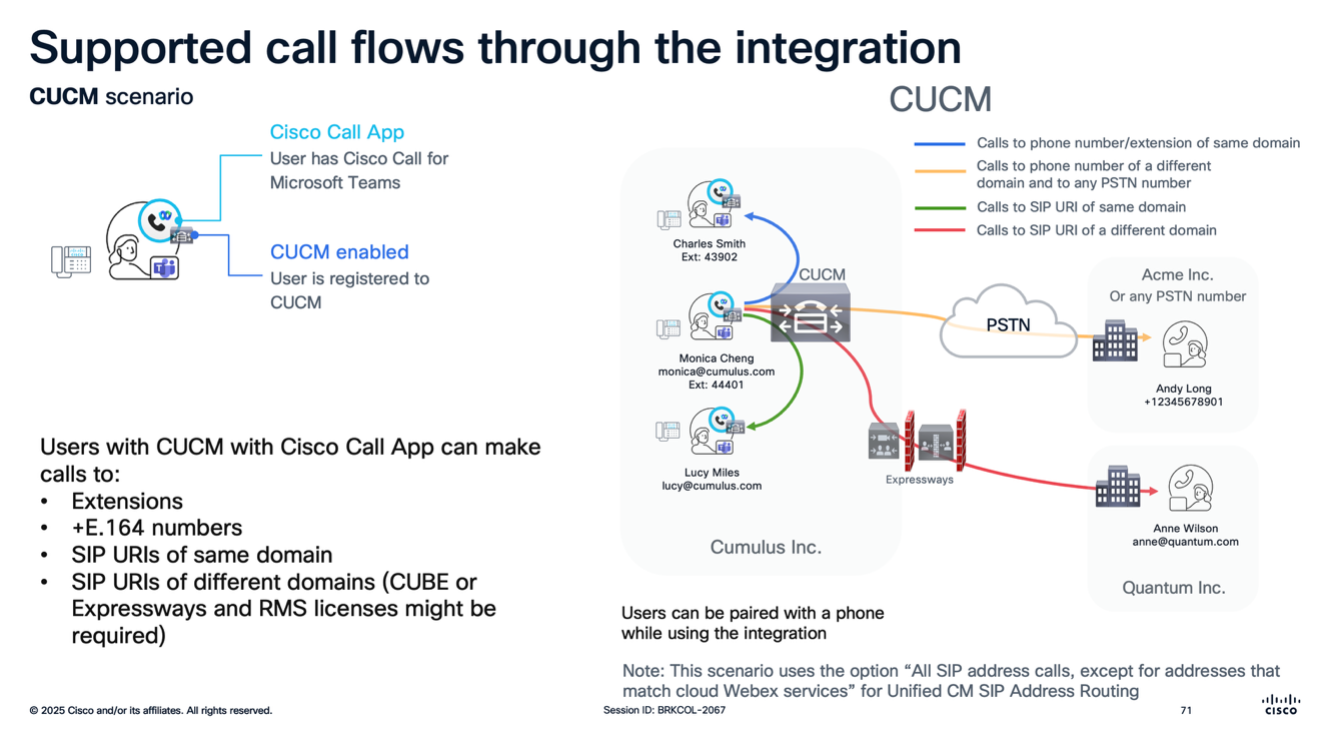 Supported call flows through the integration
CUCM scenario
Cisco Call App
User has Cisco Call for
Microsoft Teams
CUCM enabled
User is registered to
CUCM
Users with CUCM with Cisco Call App can make
calls to:
• Extensions
• +E.164 numbers
• SIP URIs of same domain
• SIP URIs of different domains (CUBE or
Expressways and RMS licenses might be
required)
CUCM
Calls to phone number/extension of same domain
Calls to phone number of a different
domain and to any PSTN number
Calls to SIP URI of same domain
Calls to SIP URI of a different domain
Charles Smith
Ext: 43902
CUCM
Monica Cheng
monica@cumulus.com
Ext: 44401
Lucy Miles
lucy@cumulus.com
Cumulus Inc.
PSTN
Expressways
Acme Inc.
Or any PSTN number
Andy Long
+12345678901
Anne Wilson
anne@quantum.com
Quantum Inc.
Users can be paired with a phone
while using the integration
Note: This scenario uses the option “All SIP address calls, except for addresses that
match cloud Webex services” for Unified CM SIP Address Routing
© 2025 Cisco and/or its affiliates. All rights reserved.
Session ID: BRKCOL-2067
71
CISCO